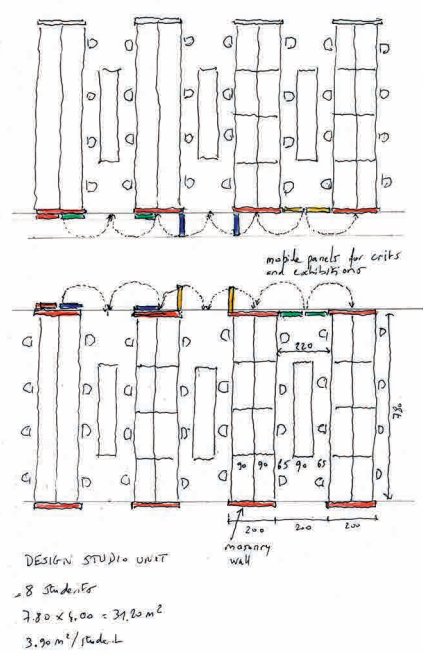 mobile panels for crits
and exhibitions
220
780
90 90 65 90 65
200 200 200
masonry
wall
DESIGN STUDIO UNIT
8 students
7.80 x 4.00 = 31,20 m²
3.90 m²/student